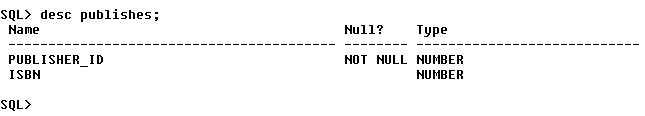 SQL> desc publishes;
Name Null? Type
----------------------------------------- -------- ----------------------------
PUBLISHER_ID NOT NULL NUMBER
ISBN NUMBER
SQL>